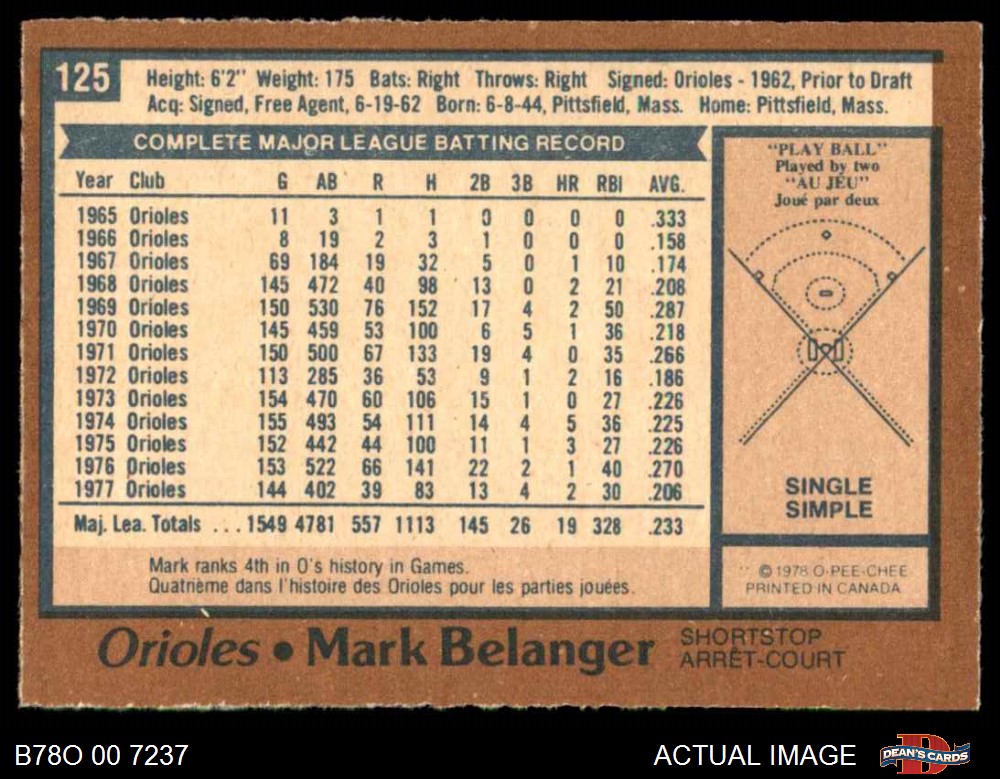 125
Height: 6'2" Weight: 175 Bats: Right Throws: Right Signed: Orioles - 1962, Prior to Draft
Acq: Signed, Free Agent, 6-19-62 Born: 6-8-44, Pittsfield, Mass. Home: Pittsfield, Mass.
COMPLETE MAJOR LEAGUE BATTING RECORD
Year Club G AB R H 2B 3B HR RBI AVG.
1965 Orioles 11 3 1 1 0 0 0 0 .333
1966 Orioles 8 19 2 3 1 0 0 0 .158
1967 Orioles 69 184 19 32 5 0 1 10 .174
1968 Orioles 145 472 40 98 13 0 2 21 .208
1969 Orioles 150 530 76 152 17 4 2 50 .287
1970 Orioles 145 459 53 100 6 5 1 36 .218
1971 Orioles 150 500 67 133 19 4 0 35 .266
1972 Orioles 113 285 36 53 9 1 2 16 .186
1973 Orioles 154 470 60 106 15 1 0 27 .226
1974 Orioles 155 493 54 111 14 4 5 36 .225
1975 Orioles 152 442 44 100 11 1 3 27 .226
1976 Orioles 153 522 66 141 22 2 1 40 .270
1977 Orioles 144 402 39 83 13 4 2 30 .206
Maj. Lea. Totals ... 1549 4781 557 1113 145 26 19 328 .233
Mark ranks 4th in O's history in Games.
Quatrième dans l'histoire des Orioles pour les parties jouées.
"PLAY BALL"
Played by two
"AU JEU"
Joué par deux
SINGLE
SIMPLE
© 1978 O-PEE-CHEE
PRINTED IN CANADA
Orioles • Mark Belanger
SHORTSTOP
ARRÊT-COURT
B78O 00 7237
ACTUAL IMAGE
D
DEAN'S CARDS